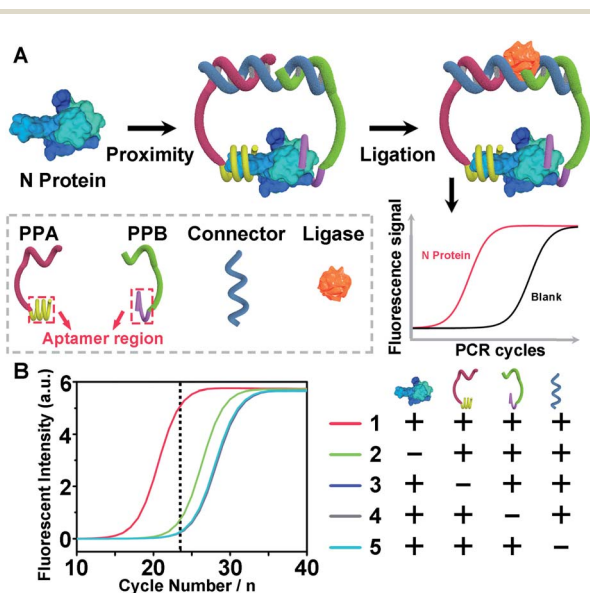 A
N Protein
Proximity
Ligation
PPA PPB Connector Ligase
Aptamer region
Fluorescence signal
N Protein
Blank
PCR cycles
B
Fluorescent Intensity (a.u.)
6
4
2
0
10 20 30 40
Cycle Number / n
1 + + + +
2 − + + +
3 + − + +
4 + + − +
5 + + + −